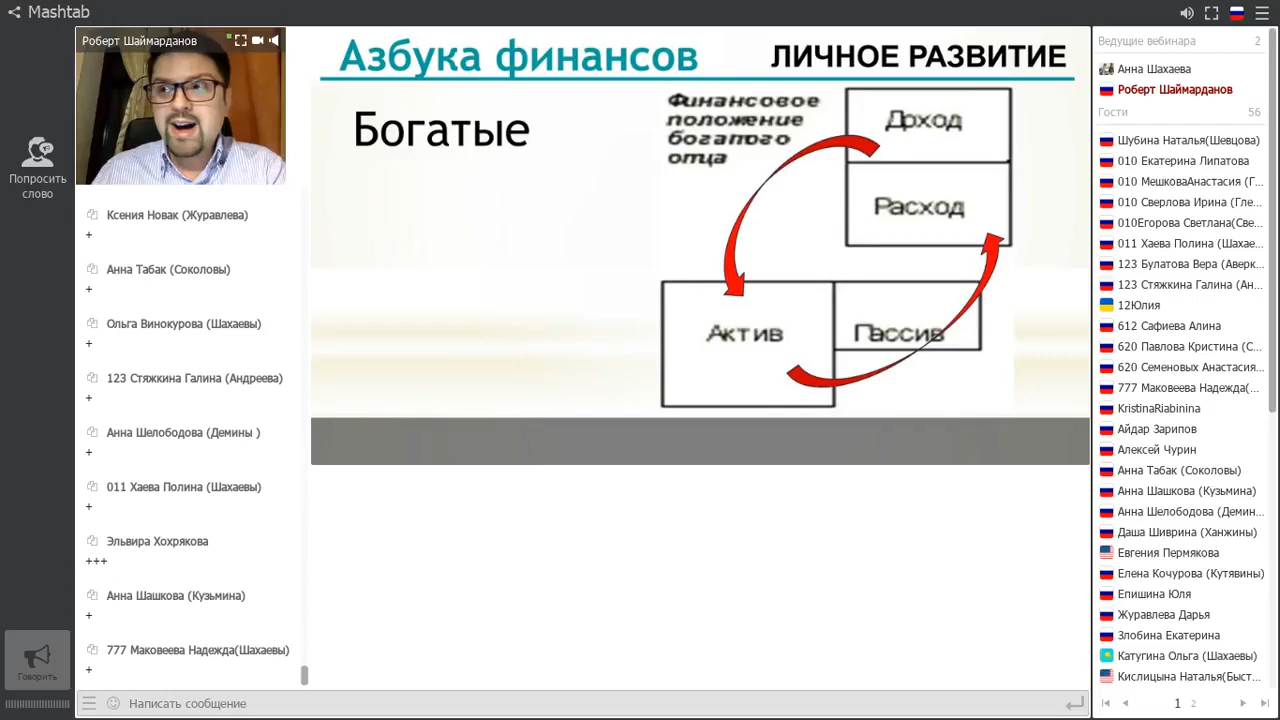 Mashtab
Роберт Шаймарданов
Попросить
слово
Говорить
Ксения Новак (Журавлева)
+
Анна Табак (Соколовы)
+
Ольга Винокурова (Шахаевы)
+
123 Стяжкина Галина (Андреева)
+
Анна Шелободова (Демины )
+
011 Хаева Полина (Шахаевы)
+
Эльвира Хохрякова
+++
Анна Шашкова (Кузьмина)
+
777 Маковеева Надежда(Шахаевы)
+
Написать сообщение
Азбука финансов
ЛИЧНОЕ РАЗВИТИЕ
Богатые
Финансовое
положение
богатого
отца
Доход
Расход
Актив
Пассив
Ведущие вебинара 2
Анна Шахаева
Роберт Шаймарданов
Гости 56
Шубина Наталья(Шевцова)
010 Екатерина Липатова
010 МешковаАнастасия (Г...
010 Сверлова Ирина (Гле...
010Егорова Светлана(Све...
011 Хаева Полина (Шахае...
123 Булатова Вера (Аверк...
123 Стяжкина Галина (Ан...
12Юлия
612 Сафиева Алина
620 Павлова Кристина (С...
620 Семеновых Анастасия...
777 Маковеева Надежда(...
KristinaRiabinina
Айдар Зарипов
Алексей Чурин
Анна Табак (Соколовы)
Анна Шашкова (Кузьмина)
Анна Шелободова (Демин...
Даша Шиврина (Ханжины)
Евгения Пермякова
Елена Кочурова (Кутявины)
Епишина Юля
Журавлева Дарья
Злобина Екатерина
Катугина Ольга (Шахаевы)
Кислицына Наталья(Быст...
1 2